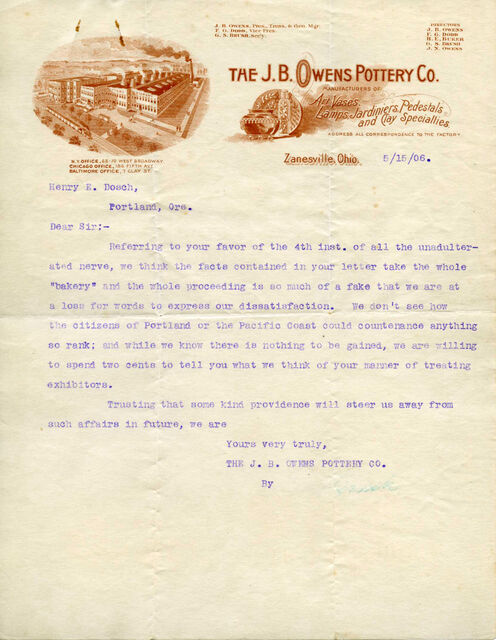 J. B. OWENS, Pres., Treas. & Gen. Mgr.
F. O. DODD, Vice Pres.
G. S. BRUSH, Secy.
DIRECTORS
J. B. OWENS
F. O. DODD
H. E. BUKER
G. S. BRUSH
J. N. OWENS
THE J. B. OWENS POTTERY CO.
MANUFACTURERS OF
Art Vases,
Lamps, Jardiniers, Pedestals
and Clay Specialties.
ADDRESS ALL CORRESPONDENCE TO THE FACTORY.
N.Y. OFFICE, 68-70 WEST BROADWAY
CHICAGO OFFICE, 186 FIFTH AVE.
BALTIMORE OFFICE, 7 CLAY ST.
Zanesville, Ohio. 5/15/06.
Henry E. Dosch,
Portland, Ore.
Dear Sir;-
Referring to your favor of the 4th inst. of all the unadulter-
ated nerve, we think the facts contained in your letter take the whole
"bakery" and the whole proceeding is so much of a fake that we are at
a loss for words to express our dissatisfaction. We don't see how
the citizens of Portland or the Pacific Coast could countenance anything
so rank; and while we know there is nothing to be gained, we are willing
to spend two cents to tell you what we think of your manner of treating
exhibitors.
Trusting that some kind providence will steer us away from
such affairs in future, we are
Yours very truly,
THE J. B. OWENS POTTERY CO.
By